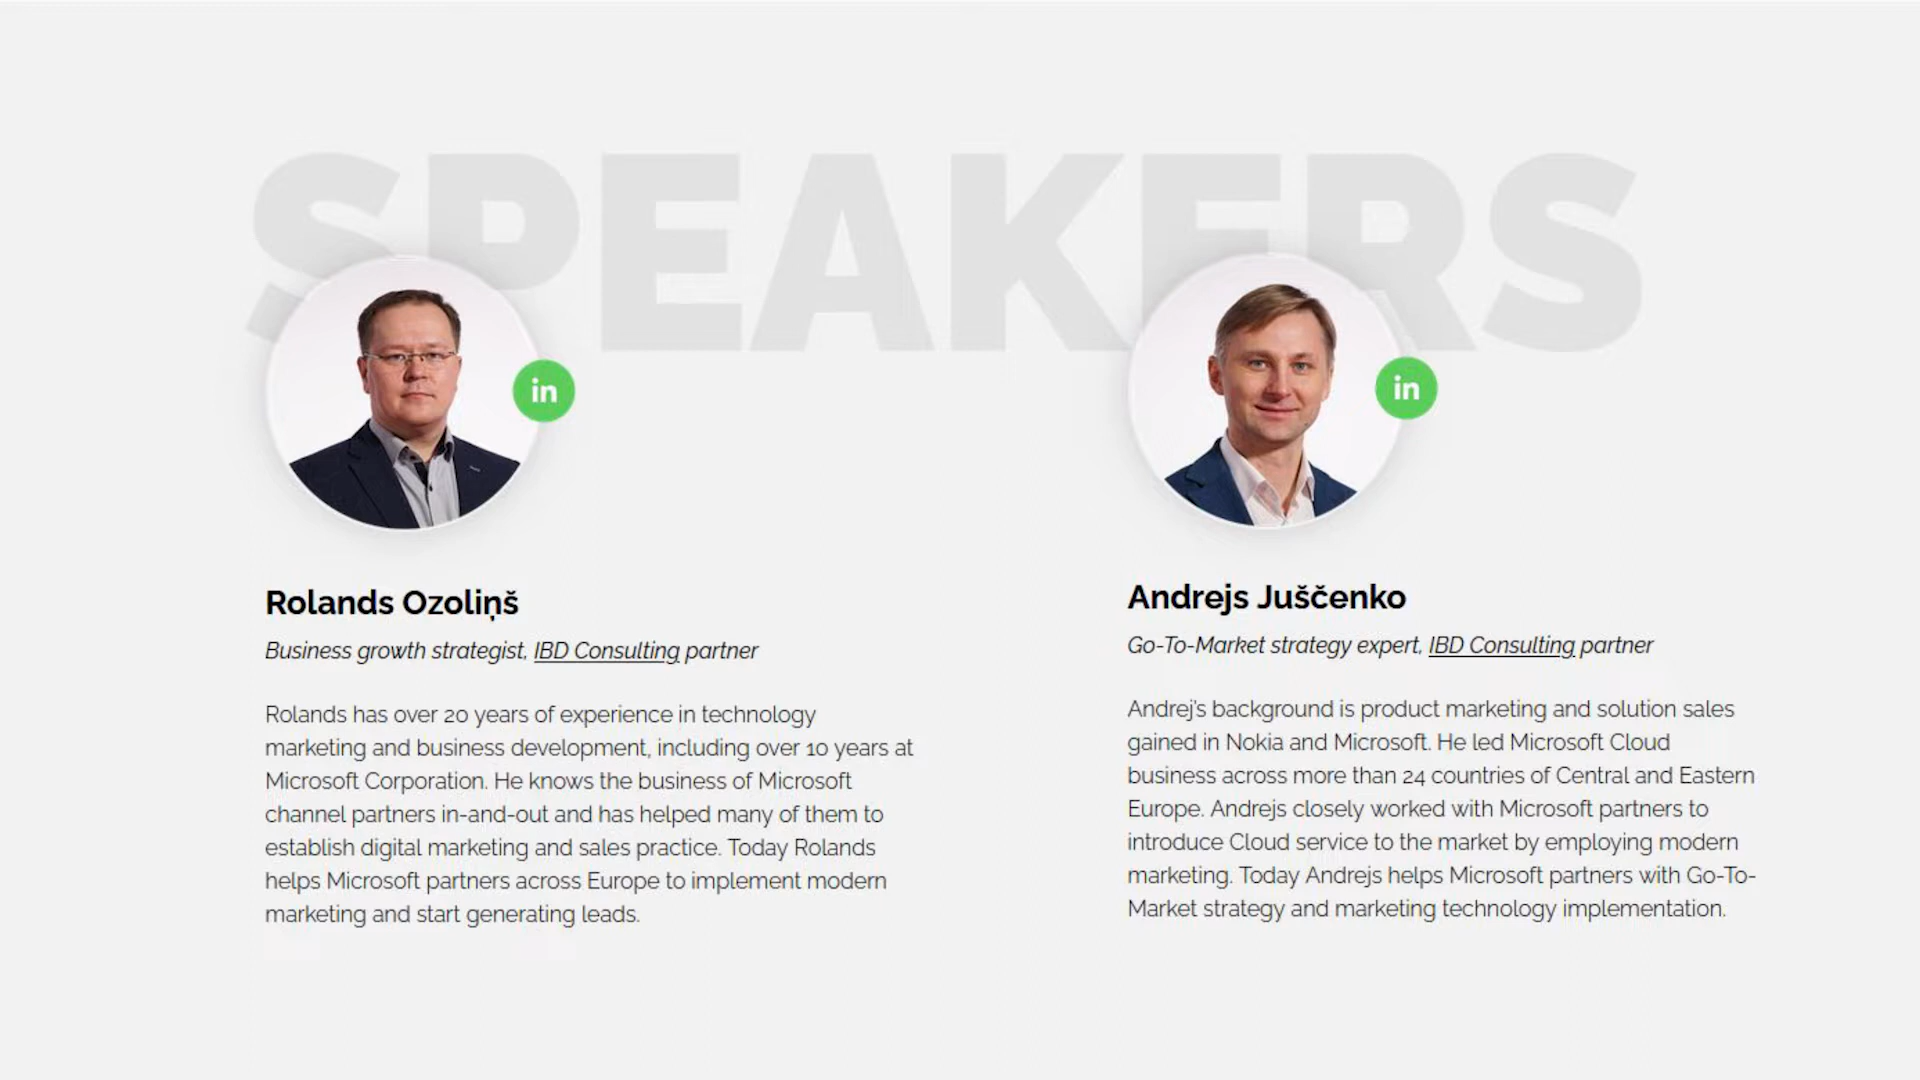 SPEAKERS
in
in
Rolands Ozoliņš
Business growth strategist, IBD Consulting partner
Rolands has over 20 years of experience in technology
marketing and business development, including over 10 years at
Microsoft Corporation. He knows the business of Microsoft
channel partners in-and-out and has helped many of them to
establish digital marketing and sales practice. Today Rolands
helps Microsoft partners across Europe to implement modern
marketing and start generating leads.
Andrejs Juščenko
Go-To-Market strategy expert, IBD Consulting partner
Andrej's background is product marketing and solution sales
gained in Nokia and Microsoft. He led Microsoft Cloud
business across more than 24 countries of Central and Eastern
Europe. Andrejs closely worked with Microsoft partners to
introduce Cloud service to the market by employing modern
marketing. Today Andrejs helps Microsoft partners with Go-To-
Market strategy and marketing technology implementation.